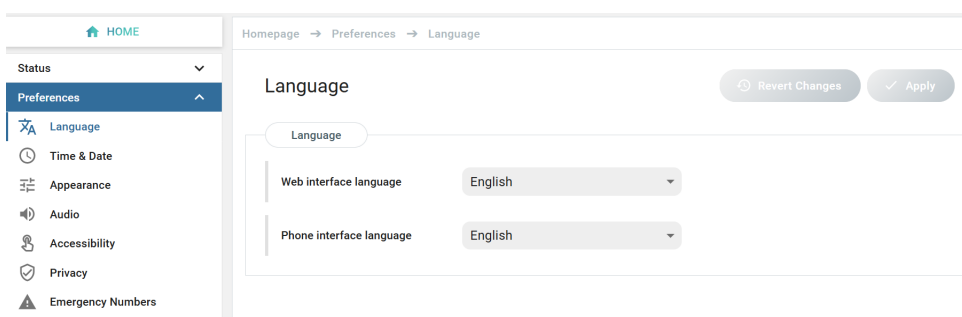 HOME
Status
Preferences
Language
Time & Date
Appearance
Audio
Accessibility
Privacy
Emergency Numbers
Homepage → Preferences → Language
Language
Revert Changes
Apply
Language
Web interface language English
Phone interface language English